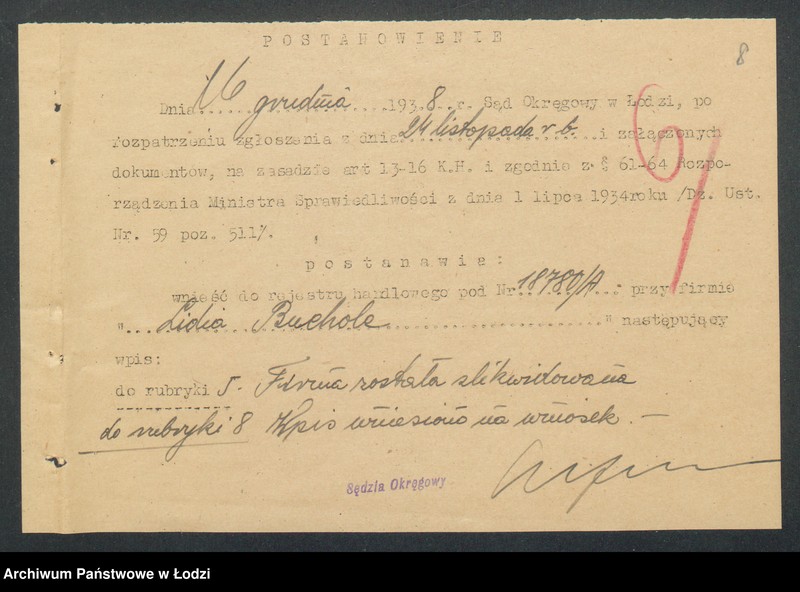 POSTANOWIENIE
8
Dnia 16 grudnia 1938 r. Sąd Okręgowy w Łodzi, po
rozpatrzeniu zgłoszenia z dnia 24 listopada r.b. i załączonych
dokumentów, na zasadzie art 13-16 K.H. i zgodnie z § 61-64 Rozpo-
rządzenia Ministra Sprawiedliwości z dnia 1 lipca 1934roku /Dz. Ust.
Nr. 59 poz. 511/.
postanawia:
wnieść do rejestru handlowego pod Nr 18780/A przy firmie
"Lidia Buchole" następujący
wpis:
do rubryki 5. Firma została zlikwidowana
do rubryki 8 Wpis wniesiono na wniosek. —
Sędzia Okręgowy
Archiwum Państwowe w Łodzi